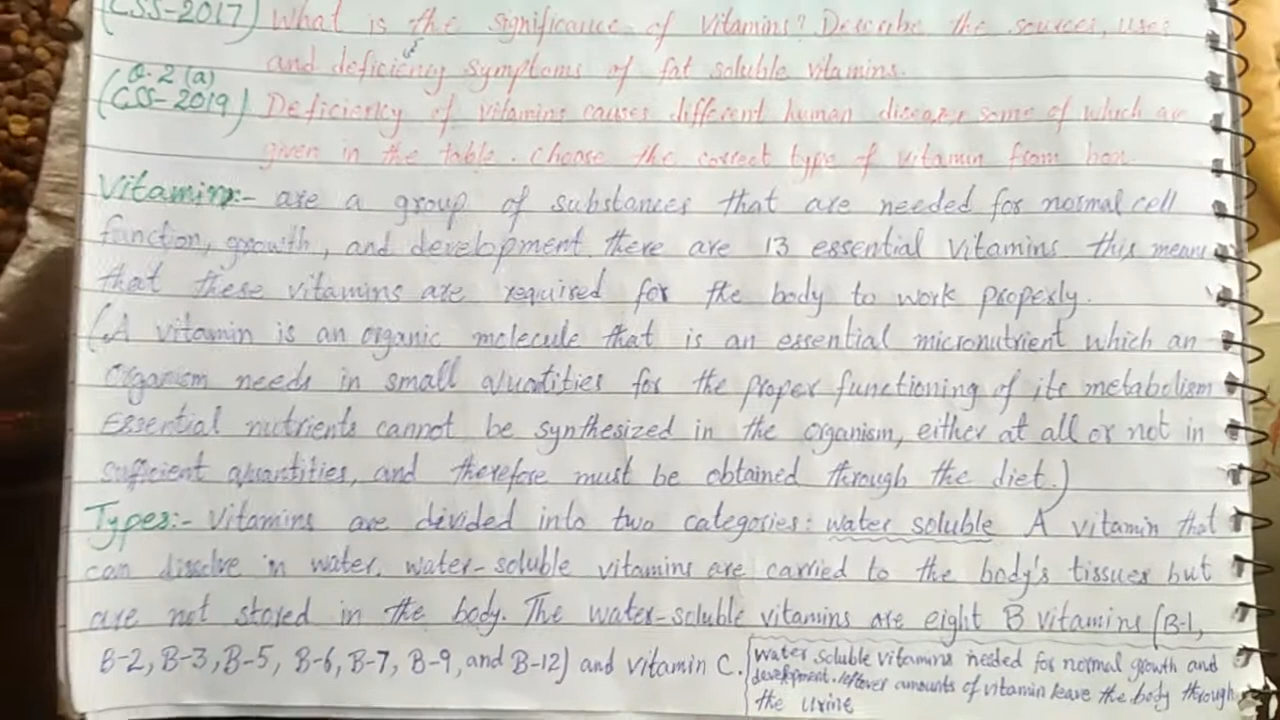 (CSS-2017) What is the significance of vitamins? Describe the sources, uses
and deficiency symptoms of fat soluble vitamins.
Q.2 (a)
(CSS-2019) Deficiency of vitamins causes different human diseases some of which are
given in the table. Choose the correct type of vitamin from box
Vitamins:- are a group of substances that are needed for normal cell
function, growth, and development. there are 13 essential vitamins this means
that these vitamins are required for the body to work properly.
(A vitamin is an organic molecule that is an essential micronutrient which an
organism needs in small quantities for the proper functioning of its metabolism
Essential nutrients cannot be synthesized in the organism, either at all or not in
sufficient quantities, and therefore must be obtained through the diet.)
Types:- Vitamins are divided into two categories: water soluble A vitamin that
can dissolve in water. water-soluble vitamins are carried to the body's tissues but
are not stored in the body. The water-soluble vitamins are eight B vitamins (B-1,
B-2, B-3, B-5, B-6, B-7, B-9, and B-12) and vitamin C.
water soluble vitamins needed for normal growth and
development. leftover amounts of vitamin leave the body through
the urine